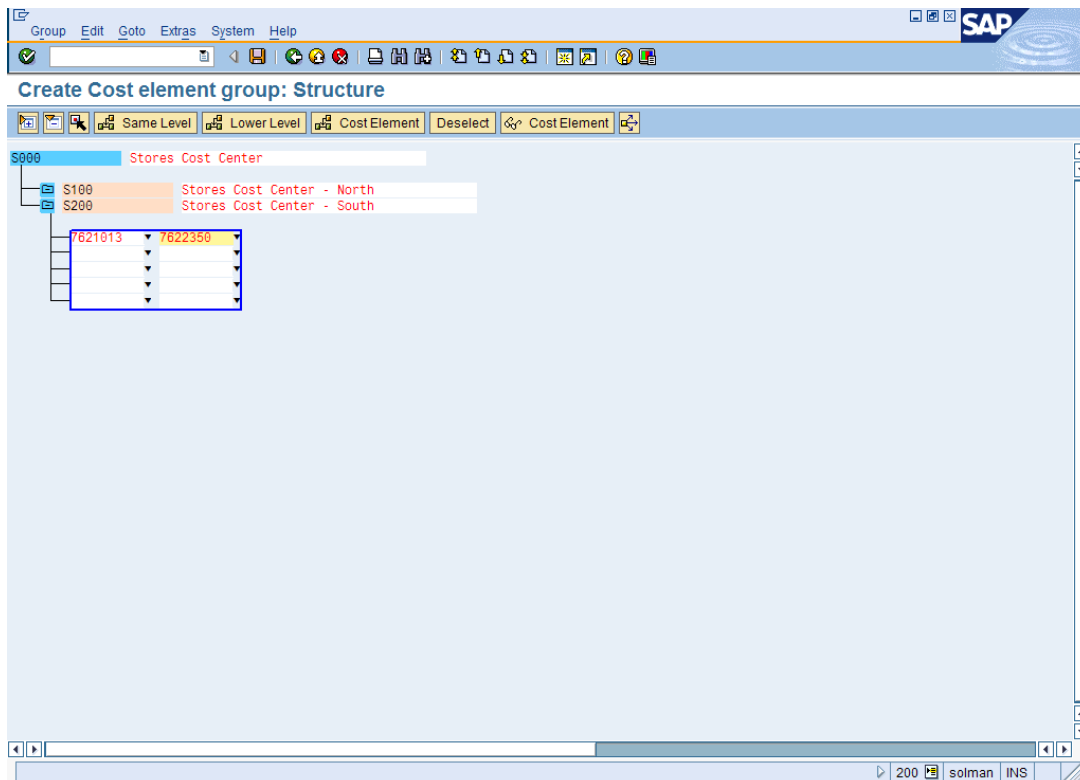 Group Edit Goto Extras System Help
SAP
Create Cost element group: Structure
Same Level Lower Level Cost Element Deselect Cost Element
S000 Stores Cost Center
S100 Stores Cost Center - North
S200 Stores Cost Center - South
7621013 7622350
200 solman INS